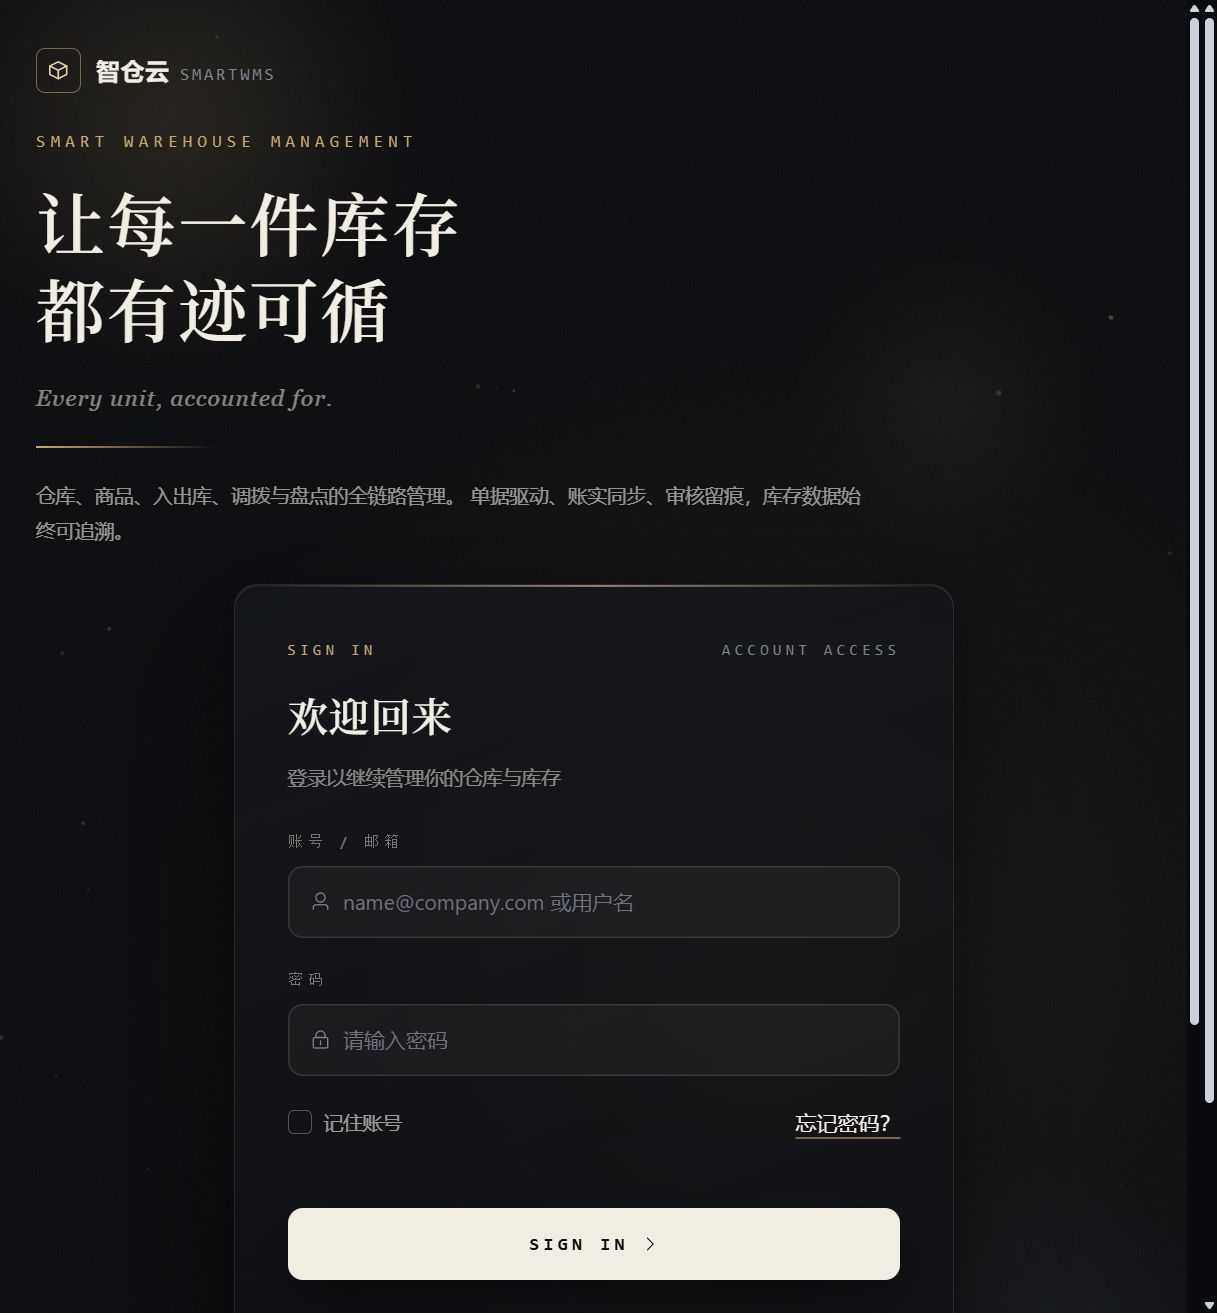 智仓云 SMARTWMS
SMART WAREHOUSE MANAGEMENT
让每一件库存
都有迹可循
Every unit, accounted for.
仓库、商品、入出库、调拨与盘点的全链路管理。 单据驱动、账实同步、审核留痕，库存数据始
终可追溯。
SIGN IN
ACCOUNT ACCESS
欢迎回来
登录以继续管理你的仓库与库存
账号 / 邮箱
name@company.com 或用户名
密码
请输入密码
记住账号
忘记密码？
SIGN IN